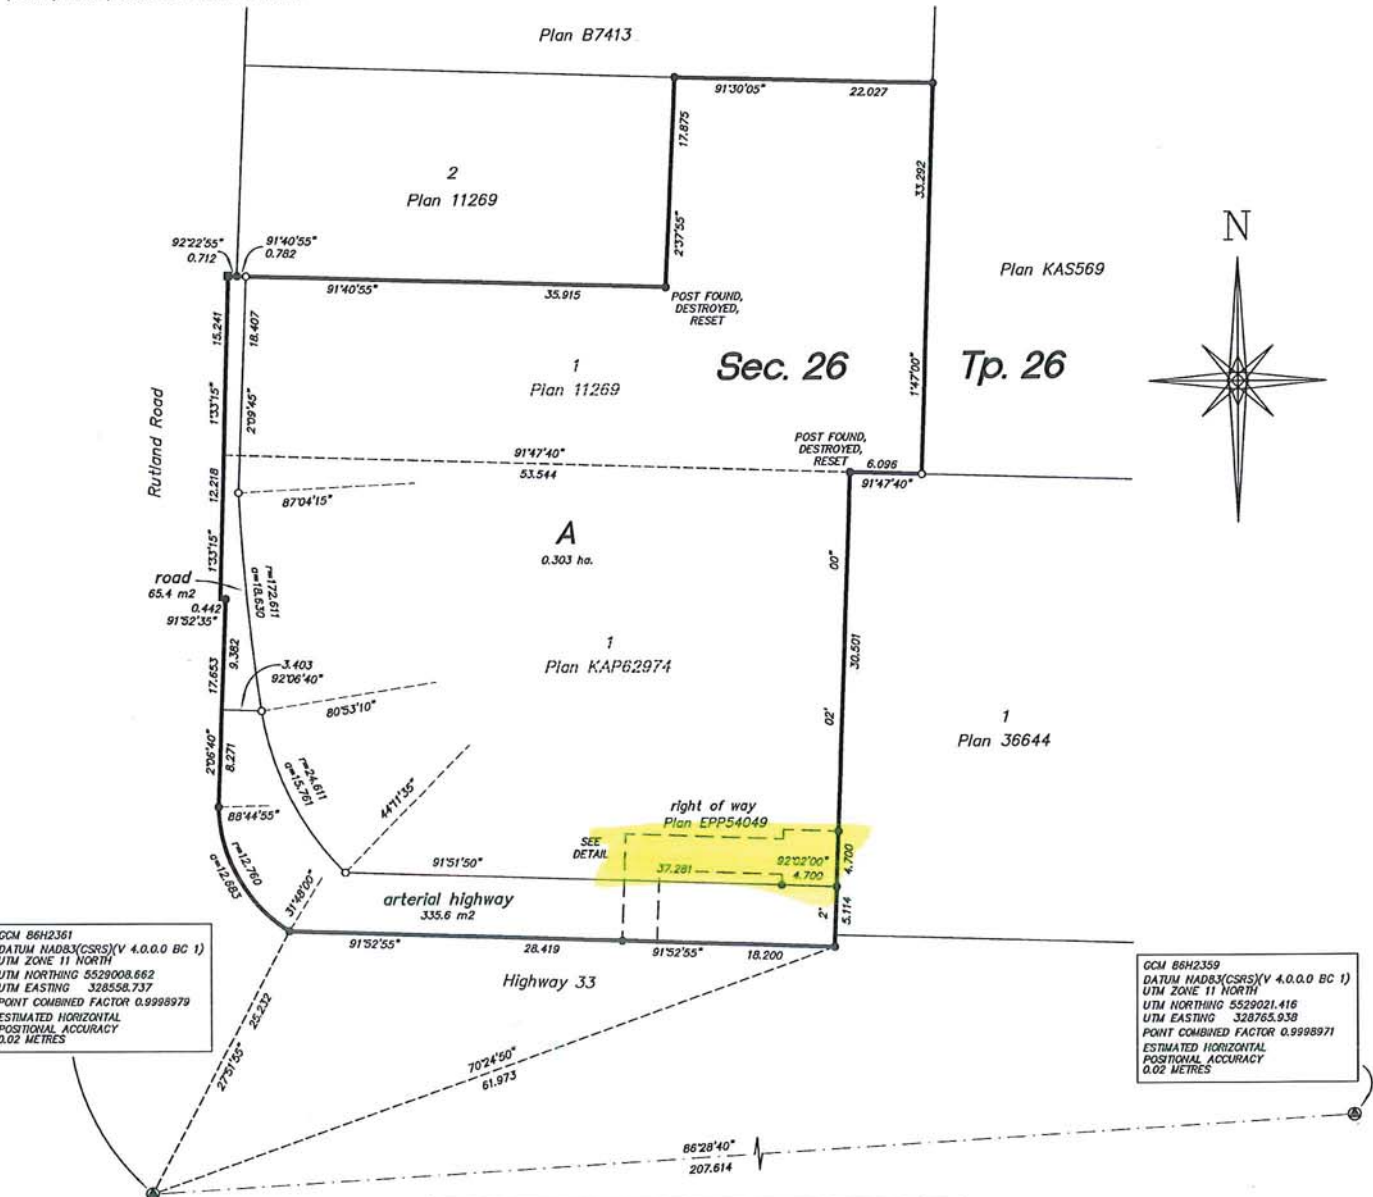 Plan B7413
91°30'05"
22.027
17.875
2°37'55"
33.292
1°47'00"
2
Plan 11269
92°22'55"
0.712
91°40'55"
0.782
91°40'55"
35.915
POST FOUND,
DESTROYED,
RESET
Plan KAS569
N
15.241
18.407
1°33'15"
2°09'45"
Rutland Road
1
Plan 11269
Sec. 26
Tp. 26
POST FOUND,
DESTROYED,
RESET
6.096
91°47'40"
91°47'40"
53.544
12.218
87°04'15"
A
0.303 ha.
1°33'15"
road
65.4 m2
0.442
91°52'35"
r=172.611
a=18.630
00"
30.501
02'
2'
17.653
9.382
3.403
92°06'40"
80°53'10"
1
Plan KAP62974
1
Plan 36644
2°06'40"
8.271
88°44'55"
r=24.611
a=15.761
44°11'35"
r=12.760
a=12.683
31°48'00"
right of way
Plan EPP54049
SEE
DETAIL
91°51'50"
37.281
92°02'00"
4.700
4.700
5.114
arterial highway
335.6 m2
91°52'55"
28.419
91°52'55"
18.200
Highway 33
GCM 86H2361
DATUM NAD83(CSRS)(V 4.0.0.0 BC 1)
UTM ZONE 11 NORTH
UTM NORTHING 5529008.662
UTM EASTING 328558.737
POINT COMBINED FACTOR 0.9998979
ESTIMATED HORIZONTAL
POSITIONAL ACCURACY
0.02 METRES
GCM 86H2359
DATUM NAD83(CSRS)(V 4.0.0.0 BC 1)
UTM ZONE 11 NORTH
UTM NORTHING 5529021.416
UTM EASTING 328765.938
POINT COMBINED FACTOR 0.9998971
ESTIMATED HORIZONTAL
POSITIONAL ACCURACY
0.02 METRES
25.232
27°51'55"
70°24'50"
61.973
86°28'40"
207.614